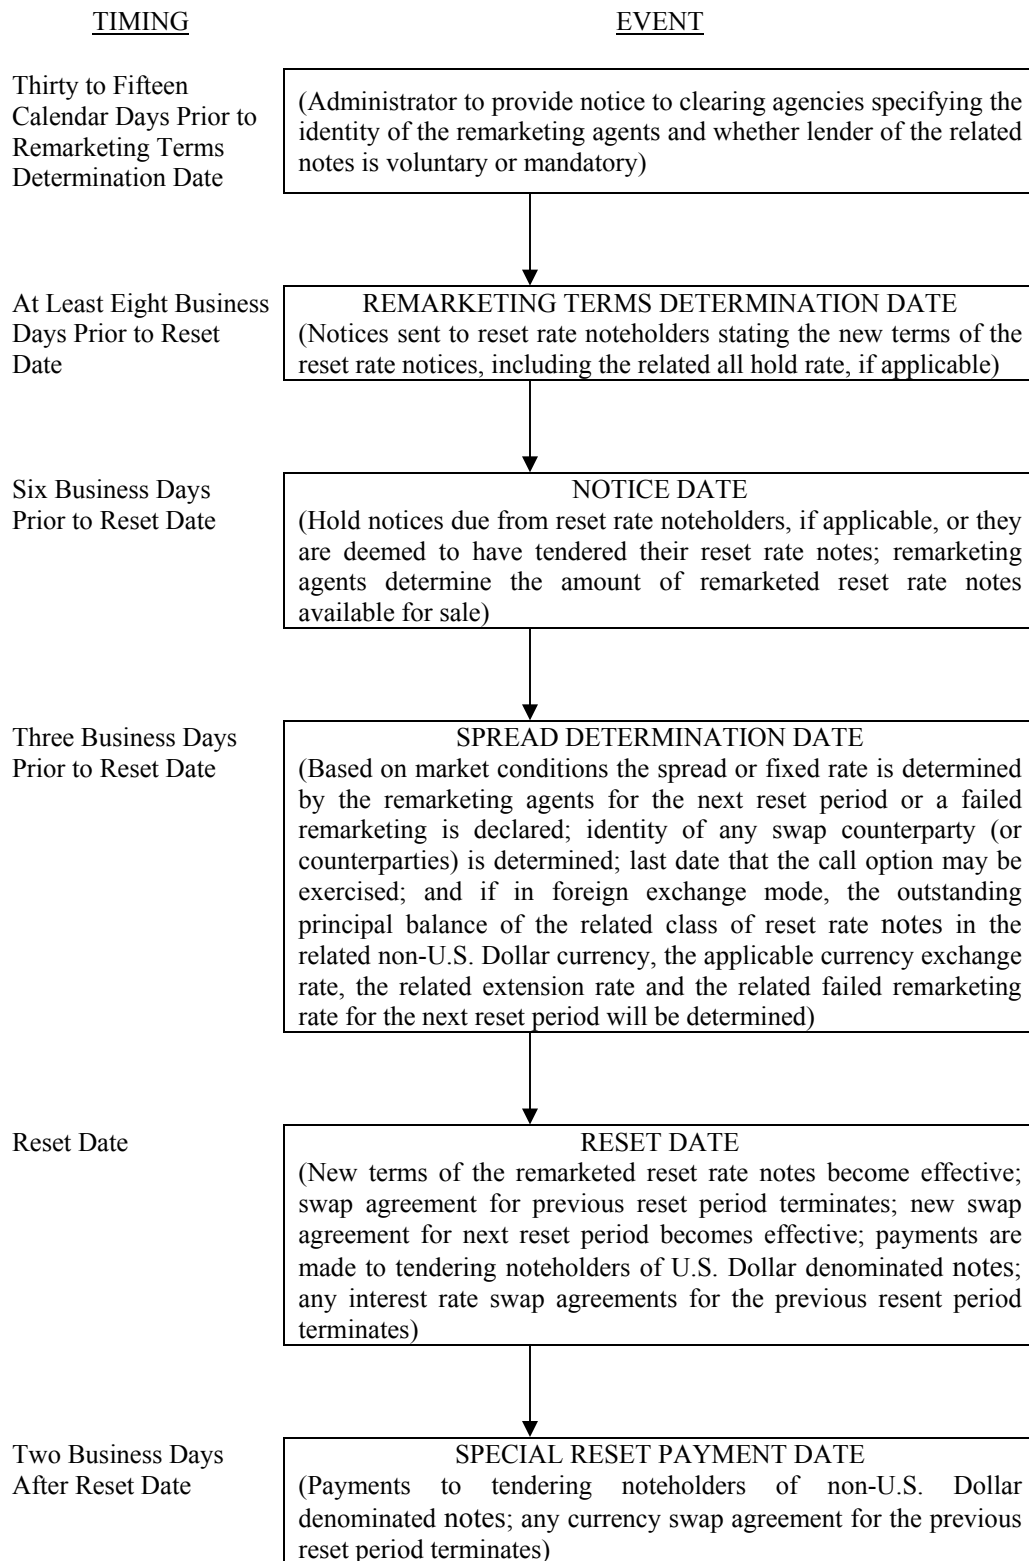 TIMING EVENT
Thirty to Fifteen
Calendar Days Prior to
Remarketing Terms
Determination Date
(Administrator to provide notice to clearing agencies specifying the
identity of the remarketing agents and whether lender of the related
notes is voluntary or mandatory)
At Least Eight Business
Days Prior to Reset
Date
REMARKETING TERMS DETERMINATION DATE
(Notices sent to reset rate noteholders stating the new terms of the
reset rate notices, including the related all hold rate, if applicable)
Six Business Days
Prior to Reset Date
NOTICE DATE
(Hold notices due from reset rate noteholders, if applicable, or they
are deemed to have tendered their reset rate notes; remarketing
agents determine the amount of remarketed reset rate notes
available for sale)
Three Business Days
Prior to Reset Date
SPREAD DETERMINATION DATE
(Based on market conditions the spread or fixed rate is determined
by the remarketing agents for the next reset period or a failed
remarketing is declared; identity of any swap counterparty (or
counterparties) is determined; last date that the call option may be
exercised; and if in foreign exchange mode, the outstanding
principal balance of the related class of reset rate notes in the
related non-U.S. Dollar currency, the applicable currency exchange
rate, the related extension rate and the related failed remarketing
rate for the next reset period will be determined)
Reset Date
RESET DATE
(New terms of the remarketed reset rate notes become effective;
swap agreement for previous reset period terminates; new swap
agreement for next reset period becomes effective; payments are
made to tendering noteholders of U.S. Dollar denominated notes;
any interest rate swap agreements for the previous resent period
terminates)
Two Business Days
After Reset Date
SPECIAL RESET PAYMENT DATE
(Payments to tendering noteholders of non-U.S. Dollar
denominated notes; any currency swap agreement for the previous
reset period terminates)